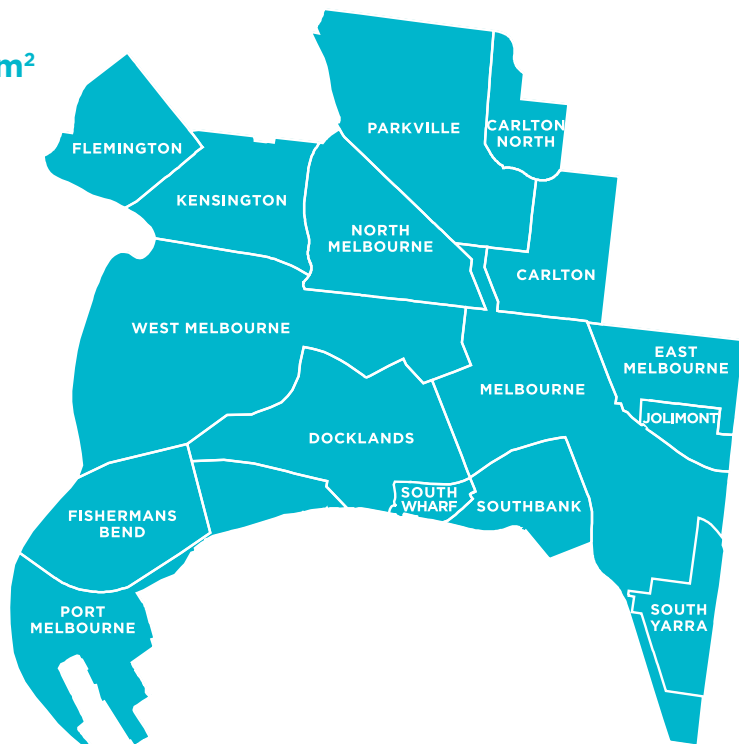 m²
FLEMINGTON
PARKVILLE
CARLTON
NORTH
KENSINGTON
NORTH
MELBOURNE
CARLTON
WEST MELBOURNE
EAST
MELBOURNE
MELBOURNE
JOLIMONT
DOCKLANDS
SOUTH
WHARF
SOUTHBANK
FISHERMANS
BEND
PORT
MELBOURNE
SOUTH
YARRA